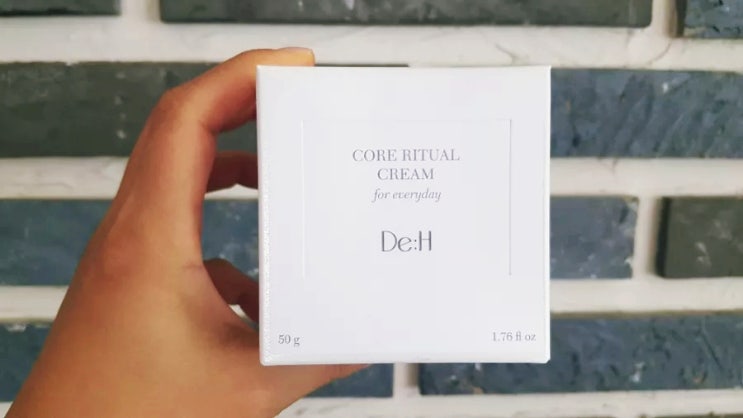 CORE RITUAL
CREAM
for everyday
De:H
50 g
1.76 fl oz